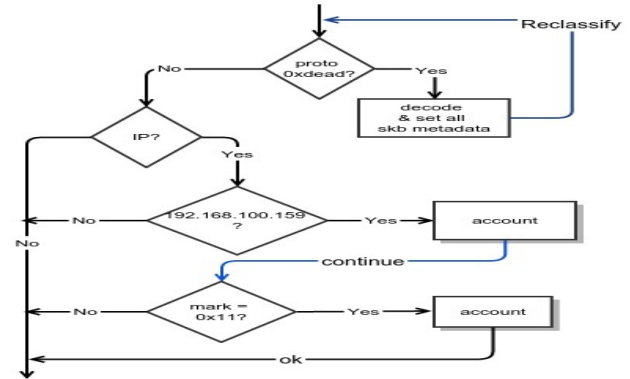 Reclassify
proto
0xdead?
No
Yes
decode
& set all
skb metadata
IP?
Yes
192.168.100.159
?
No
Yes
account
No
continue
mark =
0x11?
No
Yes
account
ok